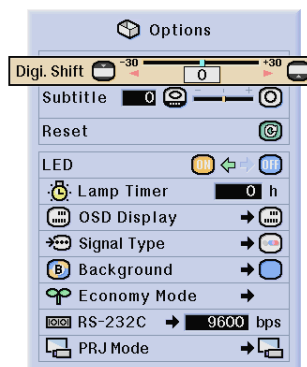 Options
Digi. Shift -30 0 +30
Subtitle 0 - +
Reset
LED ON OFF
Lamp Timer 0 h
OSD Display
Signal Type
B Background
Economy Mode
RS-232C 9600 bps
PRJ Mode